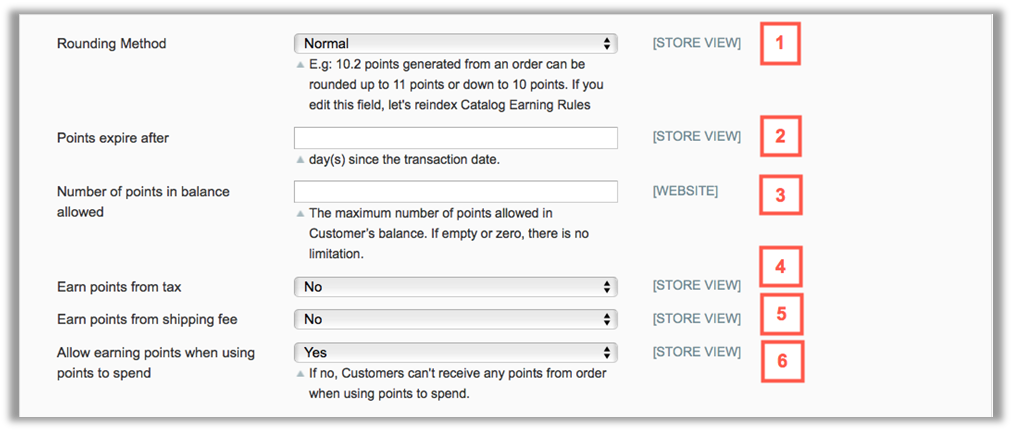 Rounding Method Normal [STORE VIEW] 1
E.g: 10.2 points generated from an order can be
rounded up to 11 points or down to 10 points. If you
edit this field, let's reindex Catalog Earning Rules
Points expire after [STORE VIEW] 2
day(s) since the transaction date.
Number of points in balance [WEBSITE] 3
allowed
The maximum number of points allowed in
Customer's balance. If empty or zero, there is no
limitation.
Earn points from tax No [STORE VIEW] 4
Earn points from shipping fee No [STORE VIEW] 5
Allow earning points when using Yes [STORE VIEW] 6
points to spend
If no, Customers can't receive any points from order
when using points to spend.